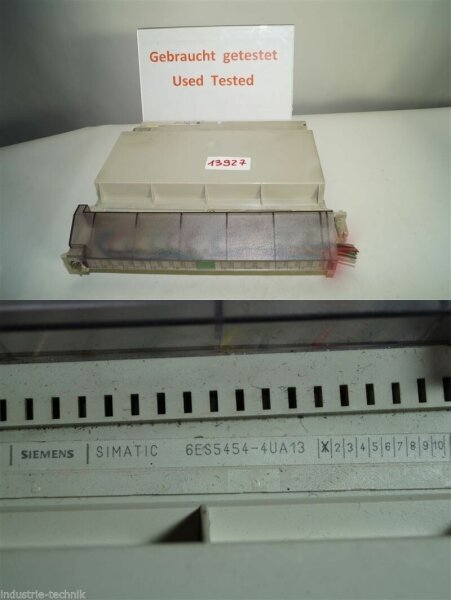 Gebraucht getestet
Used Tested
13927
SIEMENS SIMATIC 6ES5454-4UA13 X 2 3 4 5 6 7 8 9 10
industrie-technik